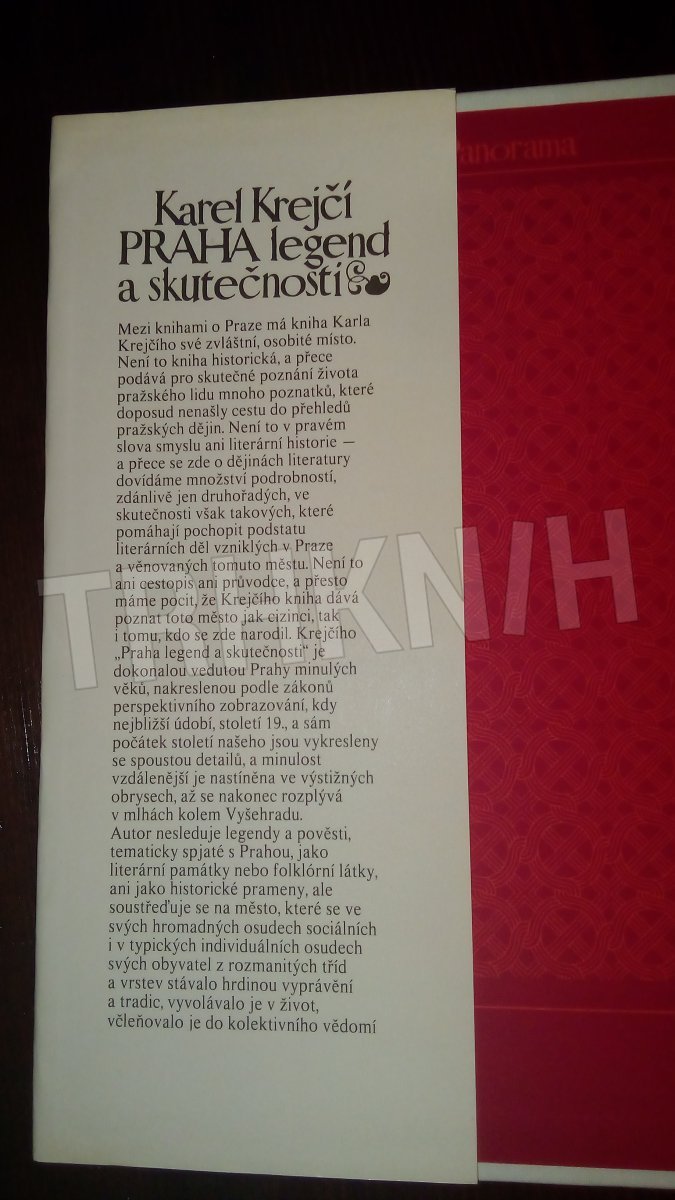 Karel Krejčí
PRAHA legend
a skutečností
Mezi knihami o Praze má kniha Karla
Krejčího své zvláštní, osobité místo.
Není to kniha historická, a přece
podává pro skutečné poznání života
pražského lidu mnoho poznatků, které
doposud nenašly cestu do přehledů
pražských dějin. Není to v pravém
slova smyslu ani literární historie —
a přece se zde o dějinách literatury
dovídáme množství podrobností,
zdánlivě jen druhořadých, ve
skutečnosti však takových, které
pomáhají pochopit podstatu
literárních děl vzniklých v Praze
a věnovaných tomuto městu. Není to
ani cestopis ani průvodce, a přesto
máme pocit, že Krejčího kniha dává
poznat toto město jak cizinci, tak
i tomu, kdo se zde narodil. Krejčího
„Praha legend a skutečnosti“ je
dokonalou vedutou Prahy minulých
věků, nakreslenou podle zákonů
perspektivního zobrazování, kdy
nejbližší údobí, století 19., a sám
počátek století našeho jsou vykresleny
se spoustou detailů, a minulost
vzdálenější je nastíněna ve výstižných
obrysech, až se nakonec rozplývá
v mlhách kolem Vyšehradu.
Autor nesleduje legendy a pověsti,
tematicky spjaté s Prahou, jako
literární památky nebo folklórní látky,
ani jako historické prameny, ale
soustřeďuje se na město, které se ve
svých hromadných osudech sociálních
i v typických individuálních osudech
svých obyvatel z rozmanitých tříd
a vrstev stávalo hrdinou vyprávění
a tradic, vyvolávalo je v život,
včleňovalo je do kolektivního vědomí
Panorama
TRHKNIH